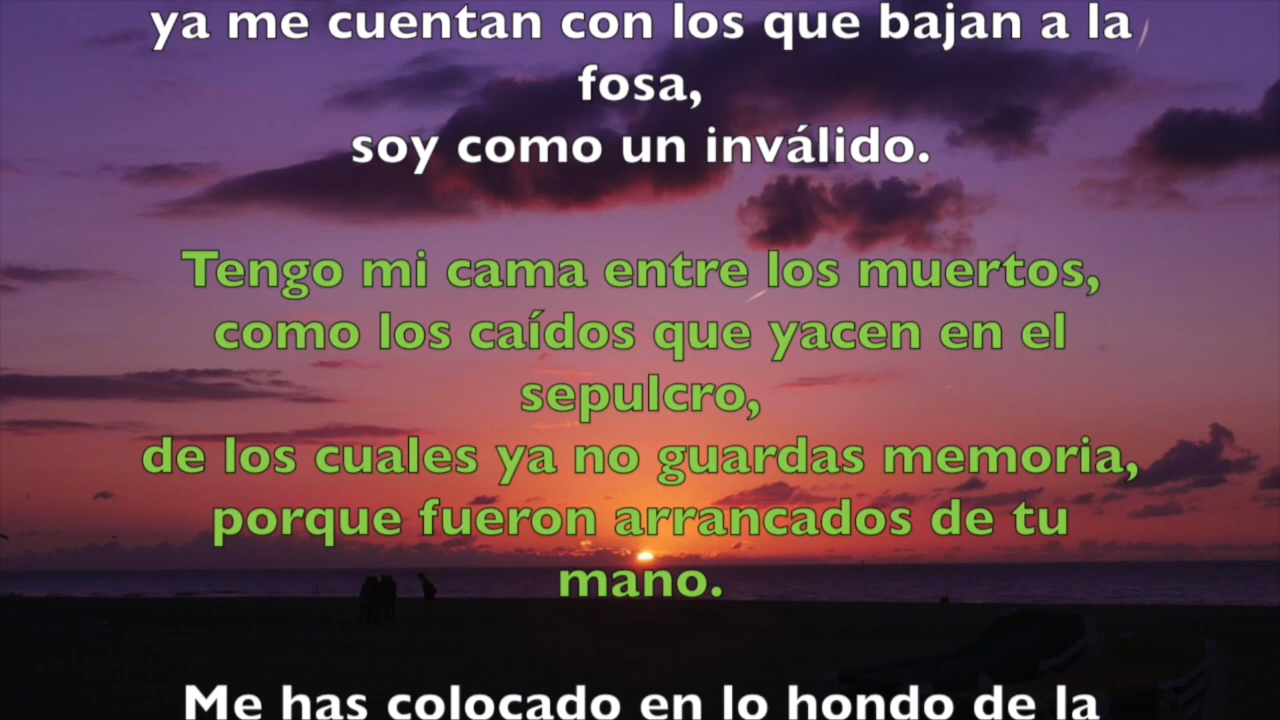 ya me cuentan con los que bajan a la
fosa,
soy como un inválido.
Tengo mi cama entre los muertos,
como los caídos que yacen en el
sepulcro,
de los cuales ya no guardas memoria,
porque fueron arrancados de tu
mano.
Me has colocado en lo hondo de la